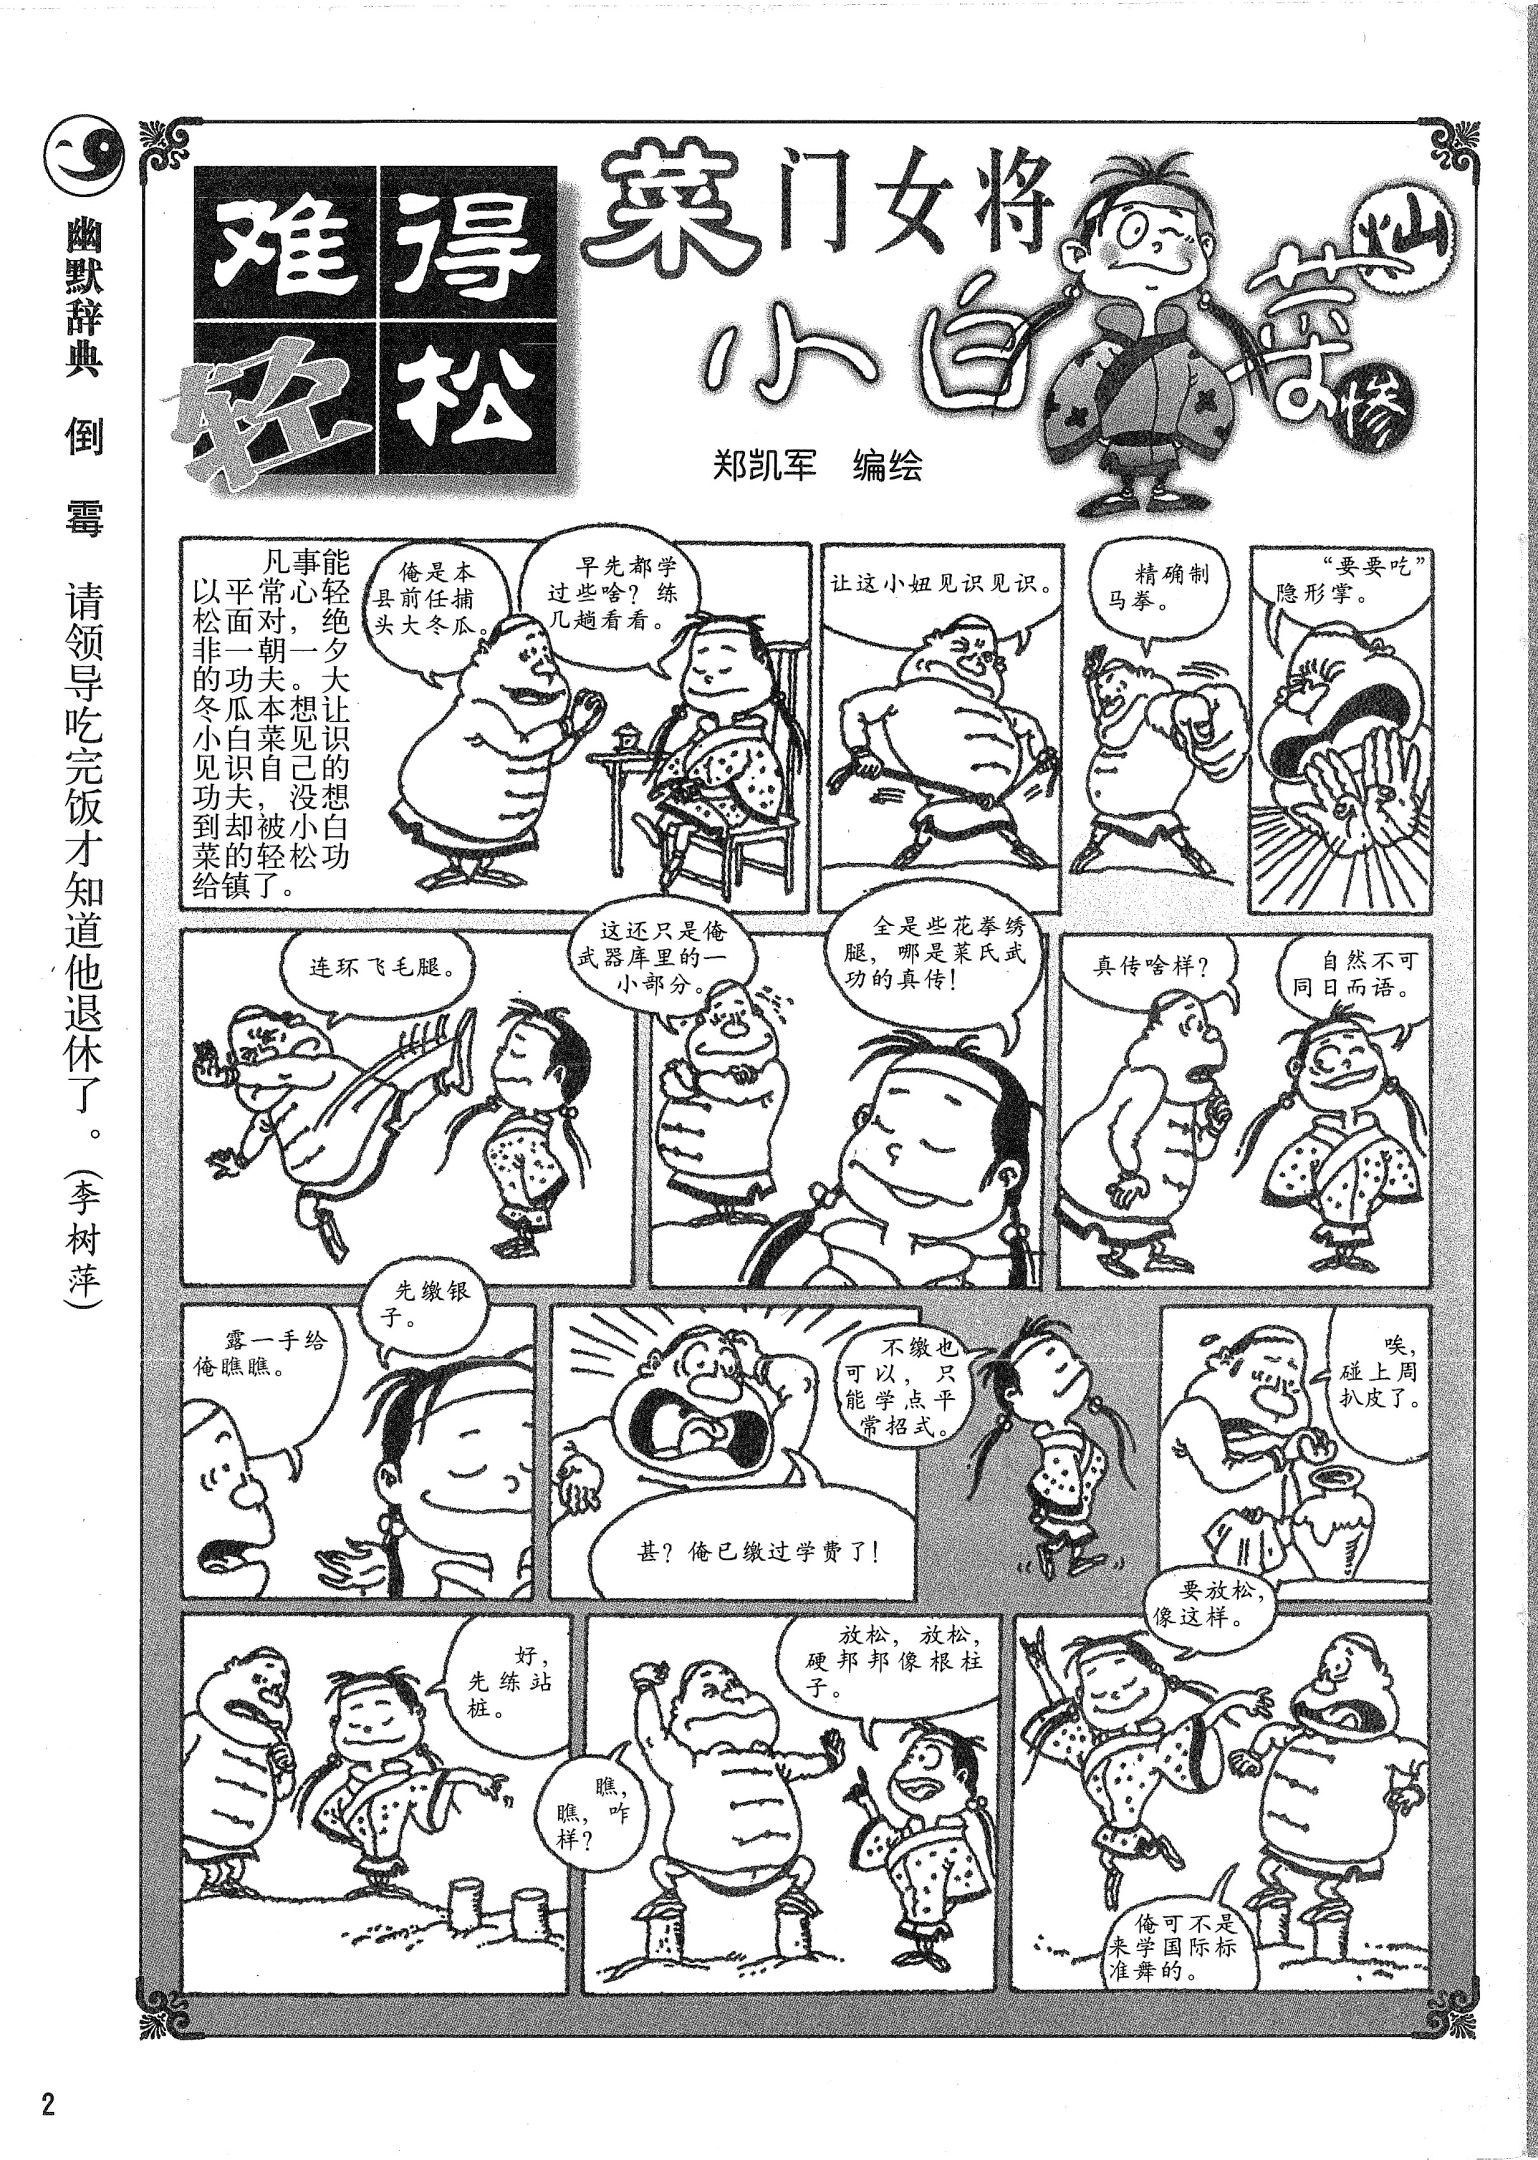 幽默辞典 倒霉 请领导吃完饭才知道他退休了。(李树萍)
难得
轻松
菜门女将
小白菜
灿
惨
郑凯军 编绘
凡事能
以平常心轻
松面对，绝
非一朝一夕
的功夫。大
冬瓜本想让
小白菜见识
见识自己的
功夫，没想
到却被小白
菜的轻松功
给镇了。
俺是本
县前任捕
头大冬瓜。
早先都学
过些啥？练
几趟看看。
让这小妞见识见识。
精确制
马拳。
“要要吃”
隐形掌。
连环飞毛腿。
这还只是俺
武器库里的一
小部分。
全是些花拳绣
腿，哪是菜氏武
功的真传！
真传啥样？
自然不可
同日而语。
露一手给
俺瞧瞧。
先缴银
子。
甚？俺已缴过学费了！
不缴也
可以，只
能学点平
常招式。
唉，
碰上周
扒皮了。
好，
先练站
桩。
瞧，
瞧，咋
样？
放松，放松，
硬邦邦像根柱
子。
要放松，
像这样。
俺可不是
来学国际标
准舞的。
2